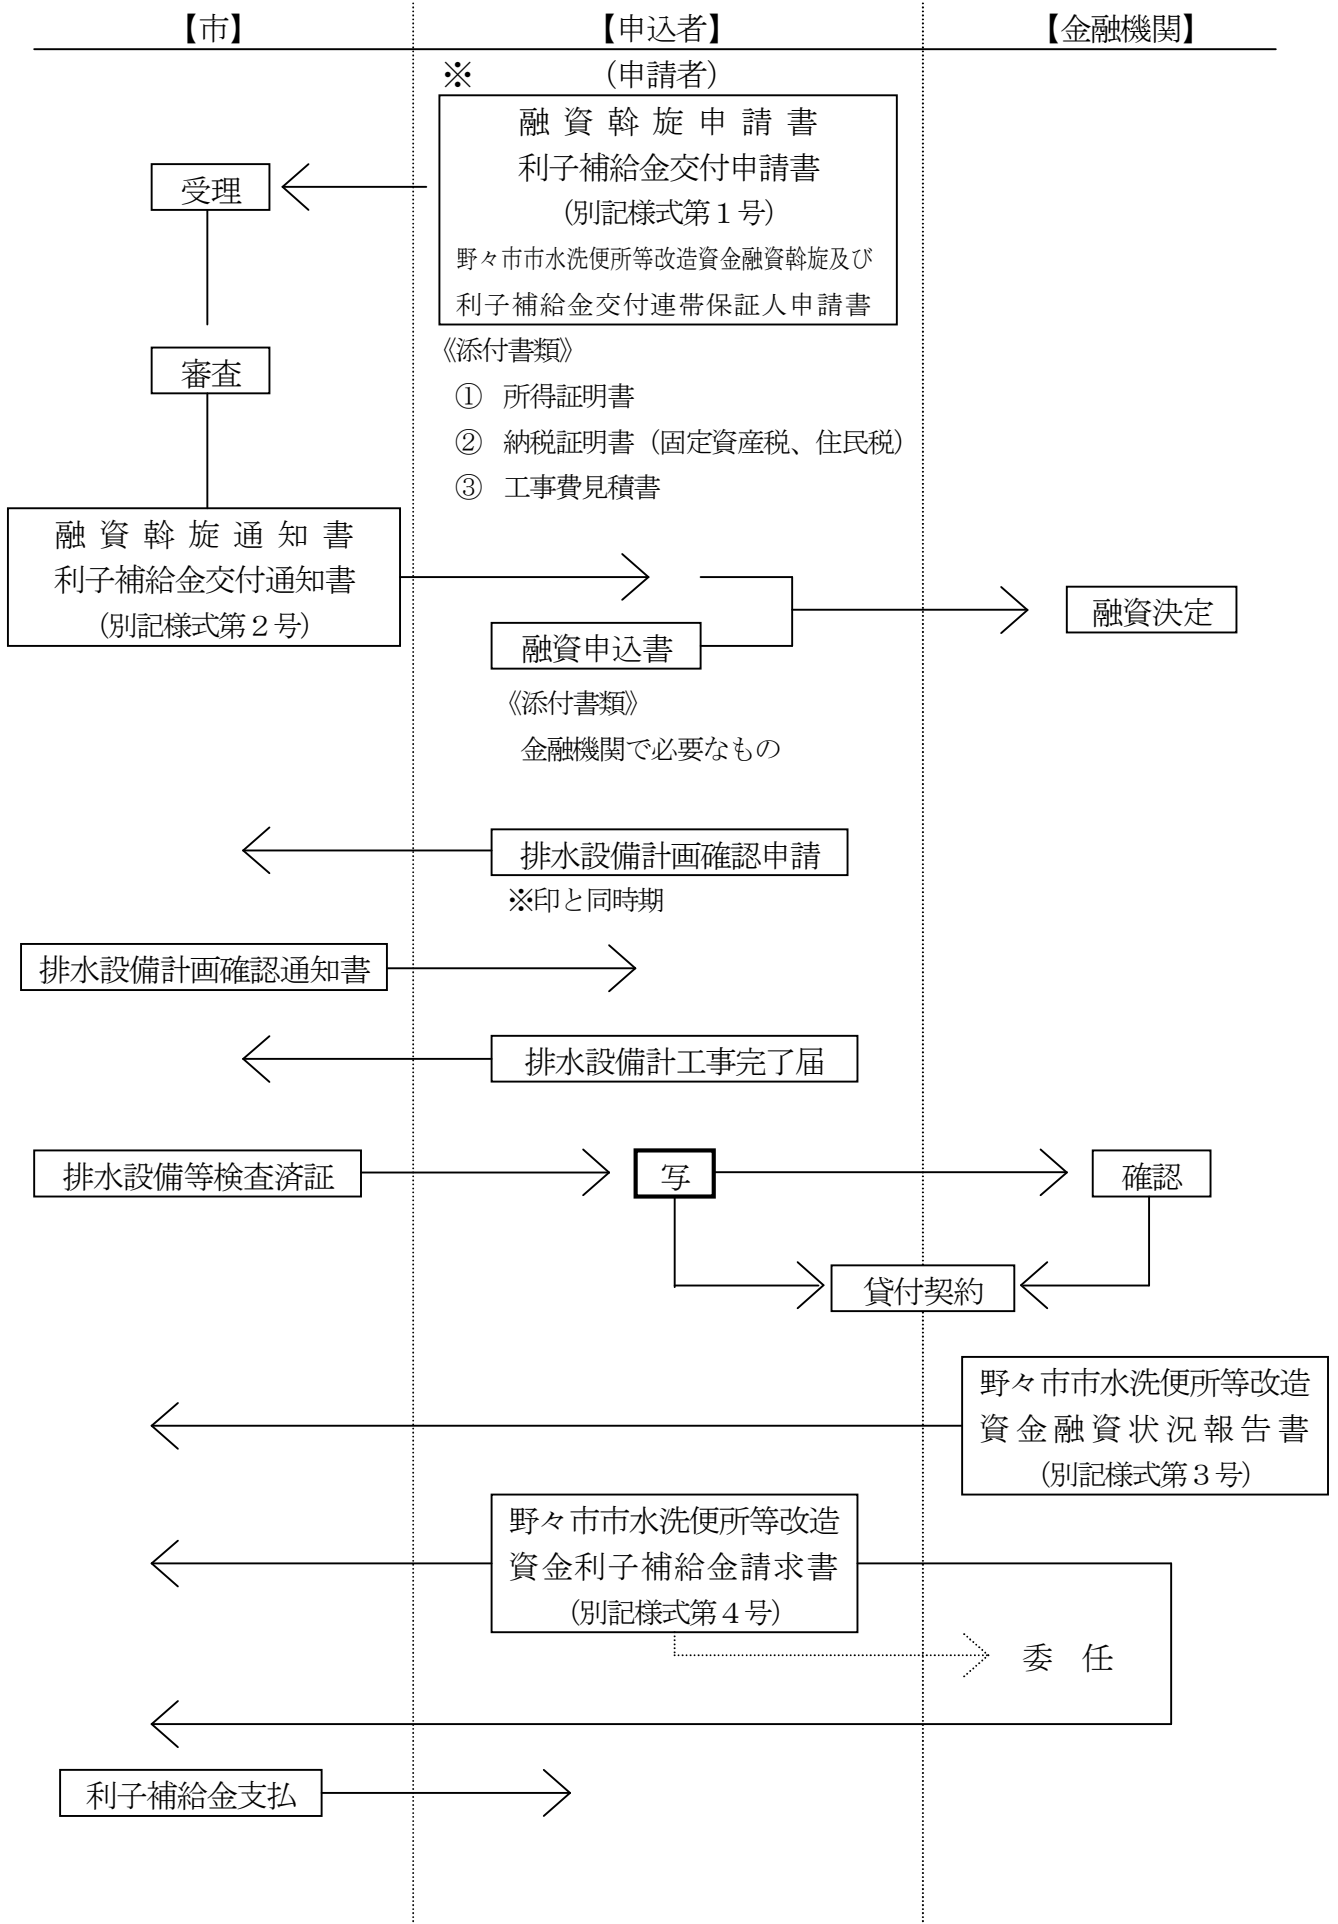 【市】
【申込者】
【金融機関】
※ (申請者)
融資斡旋申請書
利子補給金交付申請書
(別記様式第１号)
野々市市水洗便所等改造資金融資斡旋及び
利子補給金交付連帯保証人申請書
受理
《添付書類》
審査
① 所得証明書
② 納税証明書（固定資産税、住民税）
③ 工事費見積書
融資斡旋通知書
利子補給金交付通知書
(別記様式第２号)
融資申込書
融資決定
《添付書類》
金融機関で必要なもの
排水設備計画確認申請
※印と同時期
排水設備計画確認通知書
排水設備計工事完了届
排水設備等検査済証
写
確認
貸付契約
野々市市水洗便所等改造
資金融資状況報告書
(別記様式第３号)
野々市市水洗便所等改造
資金利子補給金請求書
(別記様式第４号)
委 任
利子補給金支払